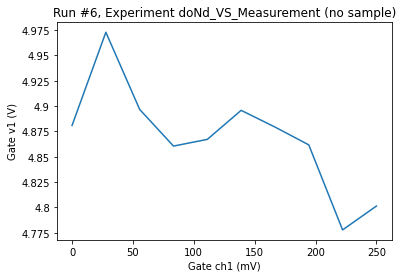 Run #6, Experiment doNd_VS_Measurement (no sample)
4.975
4.95
4.925
4.9
4.875
4.85
4.825
4.8
4.775
Gate v1 (V)
0 50 100 150 200 250
Gate ch1 (mV)